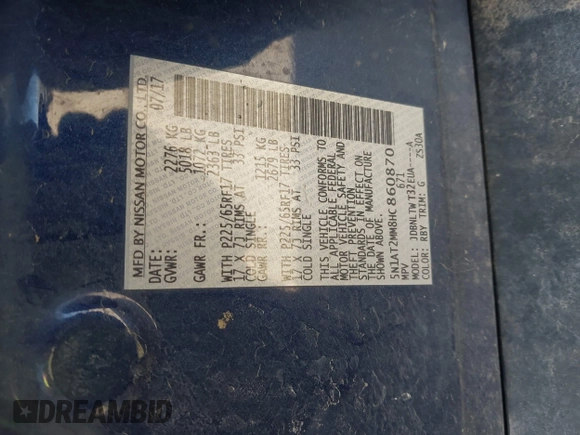 MFD BY NISSAN MOTOR CO., LTD.
DATE: 07/17
GVWR: 2276 KG
5018 LB
GAWR FR.: 1072 KG
2363 LB
WITH P225/65RF17 TIRES
17 X 7J RIMS AT 33 PSI
COLD SINGLE
GAWR RR.: 1215 KG
2679 LB
WITH P225/65RF17 TIRES
17 X 7J RIMS AT 33 PSI
COLD SINGLE
THIS VEHICLE CONFORMS TO
ALL APPLICABLE FEDERAL
MOTOR VEHICLE SAFETY AND
THEFT PREVENTION
STANDARDS IN EFFECT ON
THE DATE OF MANUFACTURE
SHOWN ABOVE.
5N1AT2MW8HC860870
MPV 671
MODEL: JDBNLTWT32EUA-----A
COLOR: RBY TRIM: G ZS3OA
DREAMBID